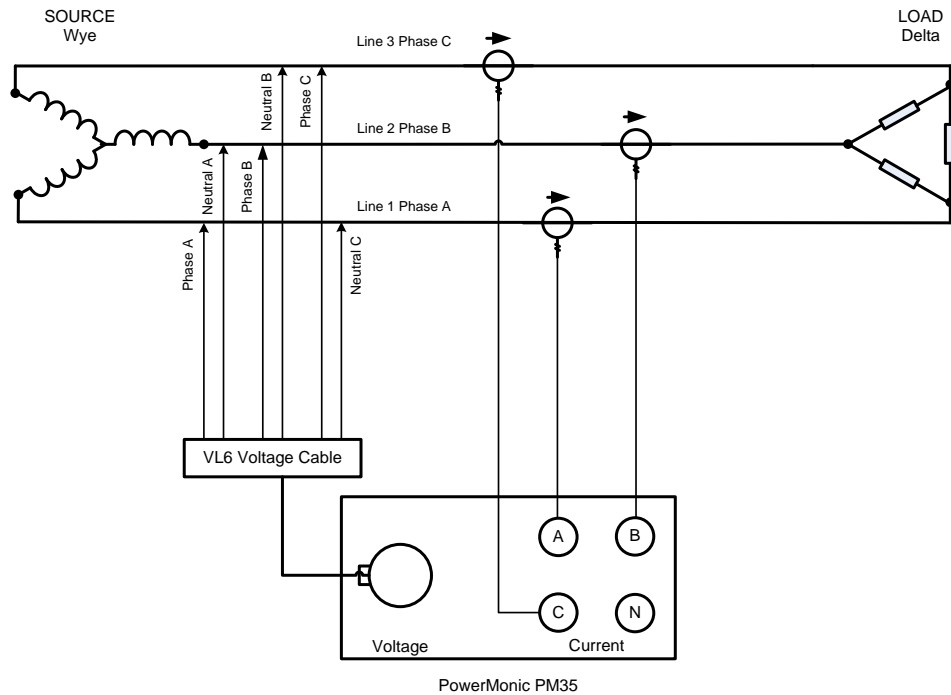 SOURCE
Wye
LOAD
Delta
Line 3 Phase C
Neutral B
Phase C
Line 2 Phase B
Neutral A
Phase B
Line 1 Phase A
Phase A
Neutral C
VL6 Voltage Cable
A
B
C
N
Voltage
Current
PowerMonic PM35